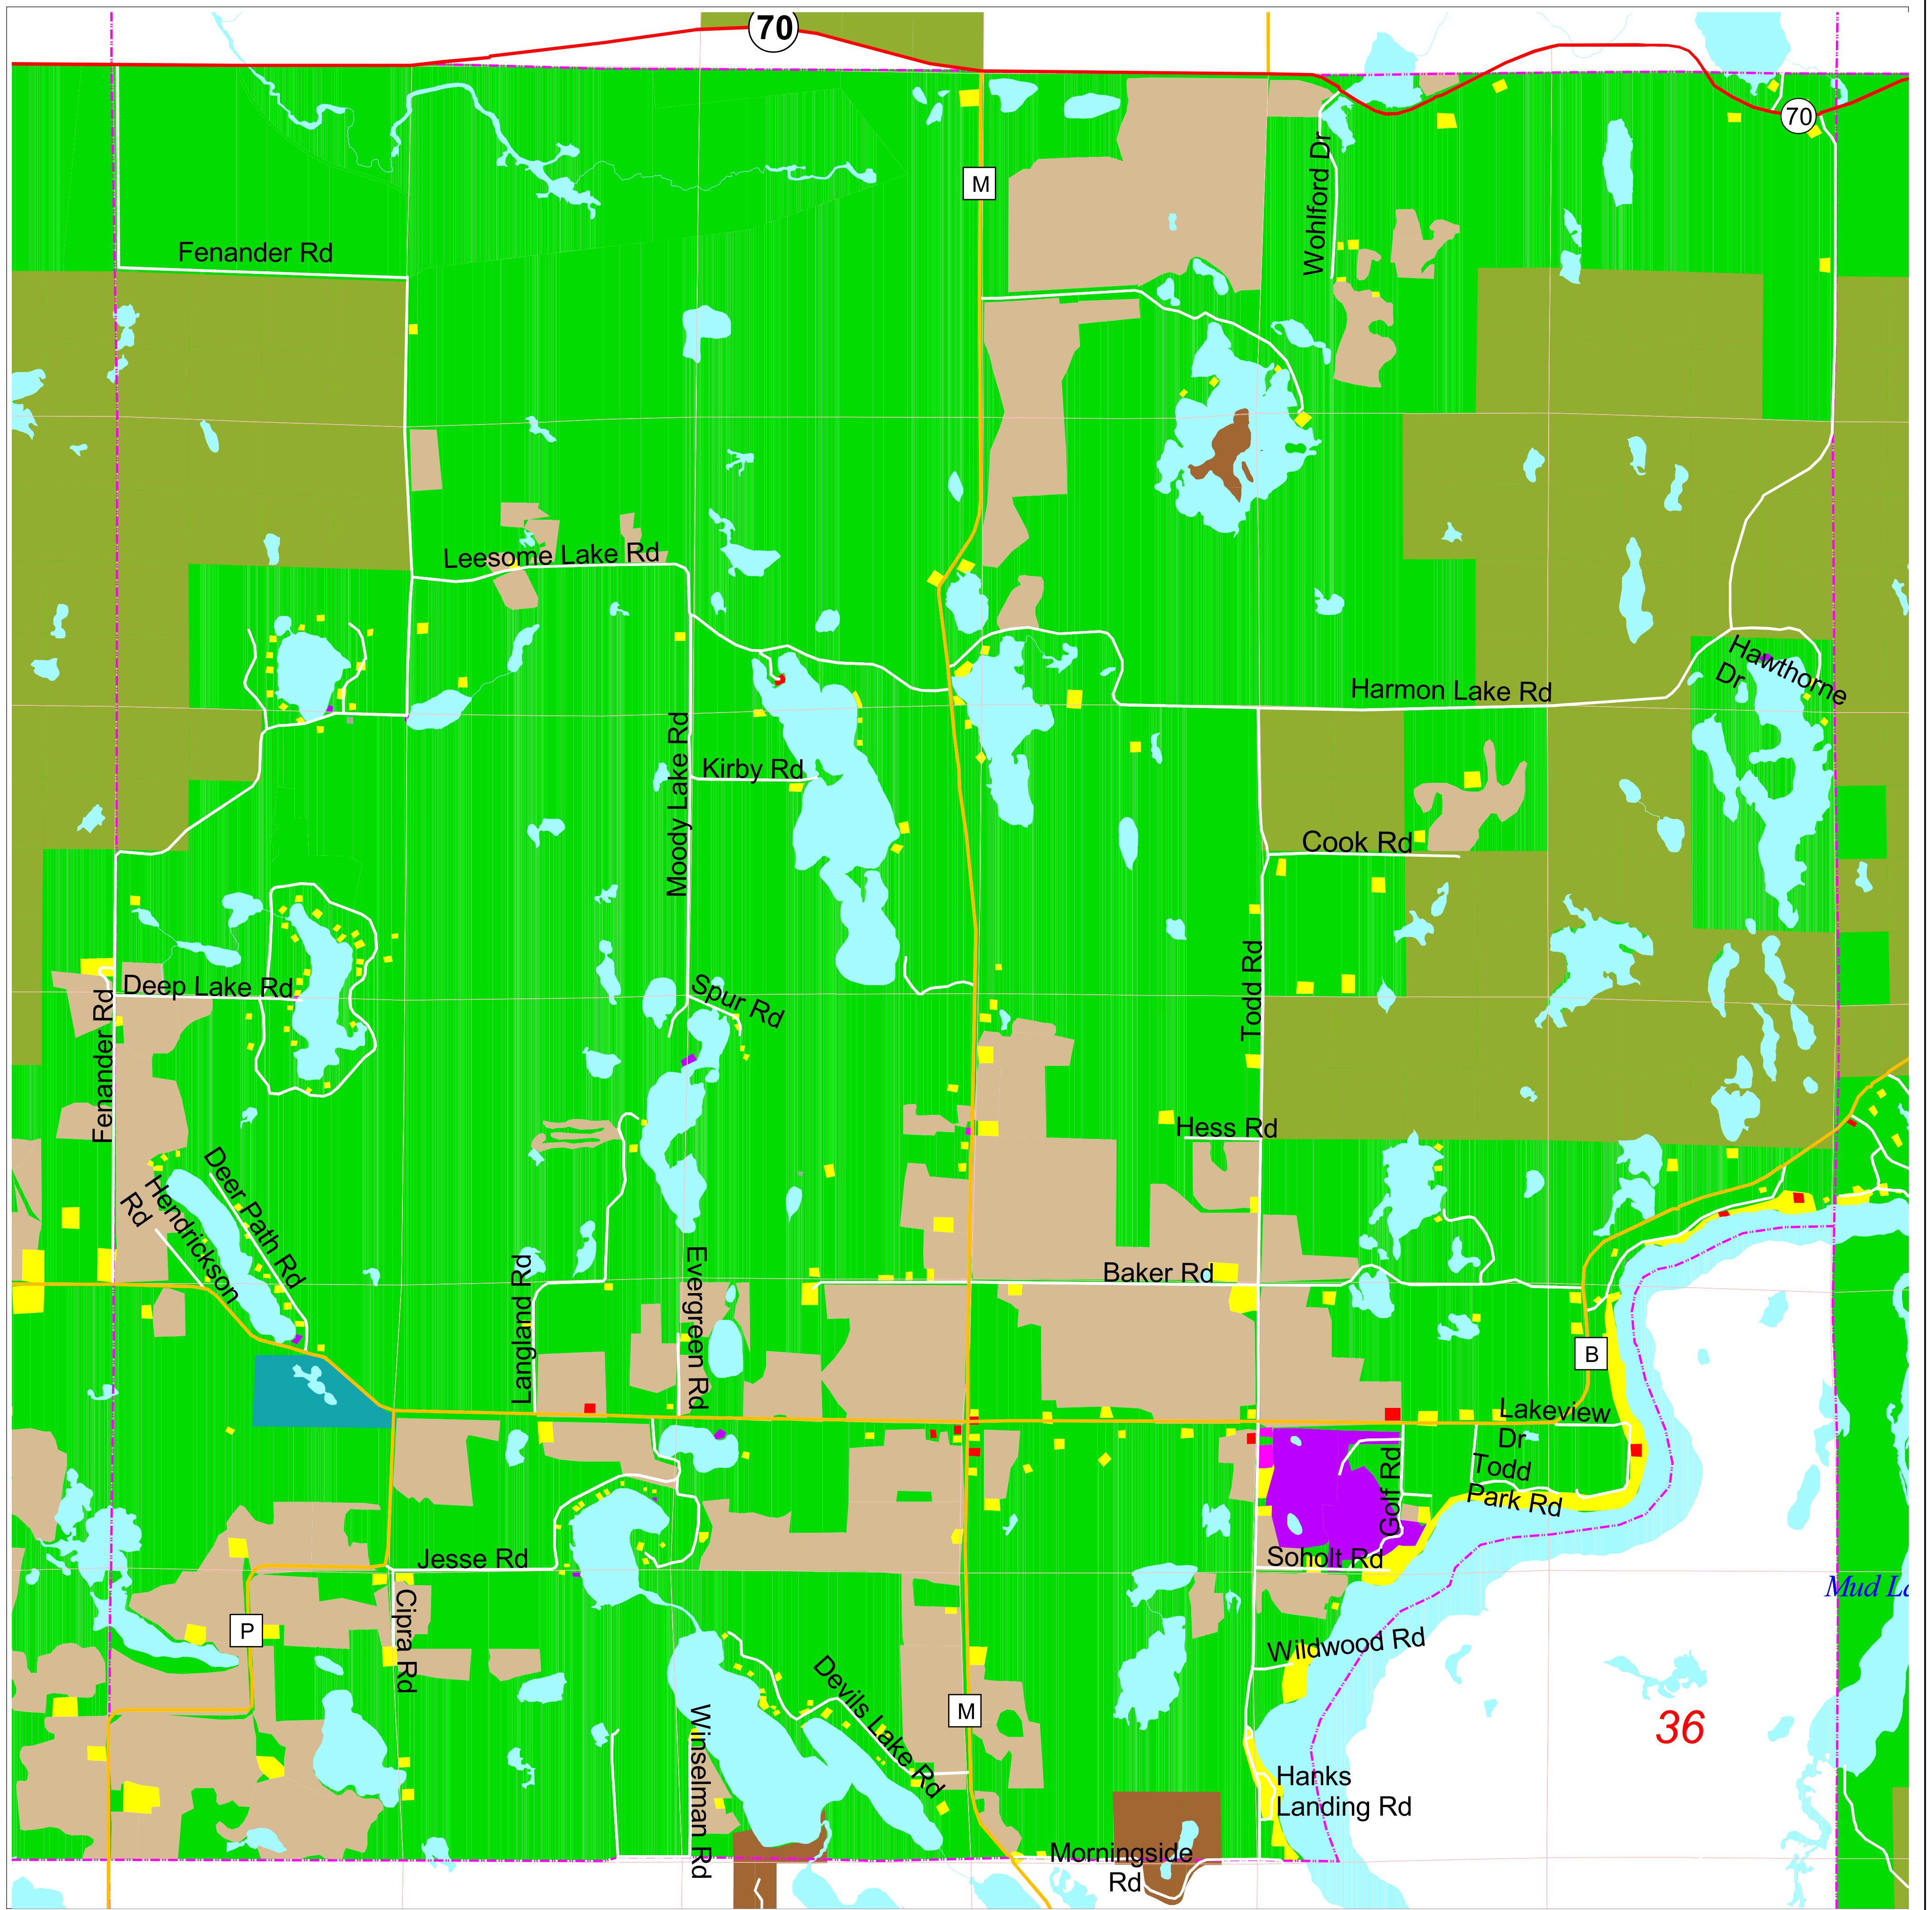 70
70
M
Wohlford Dr
Fenander Rd
Leesome Lake Rd
Hawthorne
Dr
Harmon Lake Rd
Moody Lake Rd
Kirby Rd
Cook Rd
Todd Rd
Deep Lake Rd
Spur Rd
Fenander Rd
Hess Rd
Deer Path Rd
Hendrickson
Rd
Langland Rd
Evergreen Rd
Baker Rd
B
Lakeview
Dr
Todd
Park Rd
Golf Rd
Jesse Rd
Soholt Rd
Mud La
P
Cipra Rd
Wildwood Rd
Devils Lake Rd
M
Winselman Rd
36
Hanks
Landing Rd
Morningside
Rd